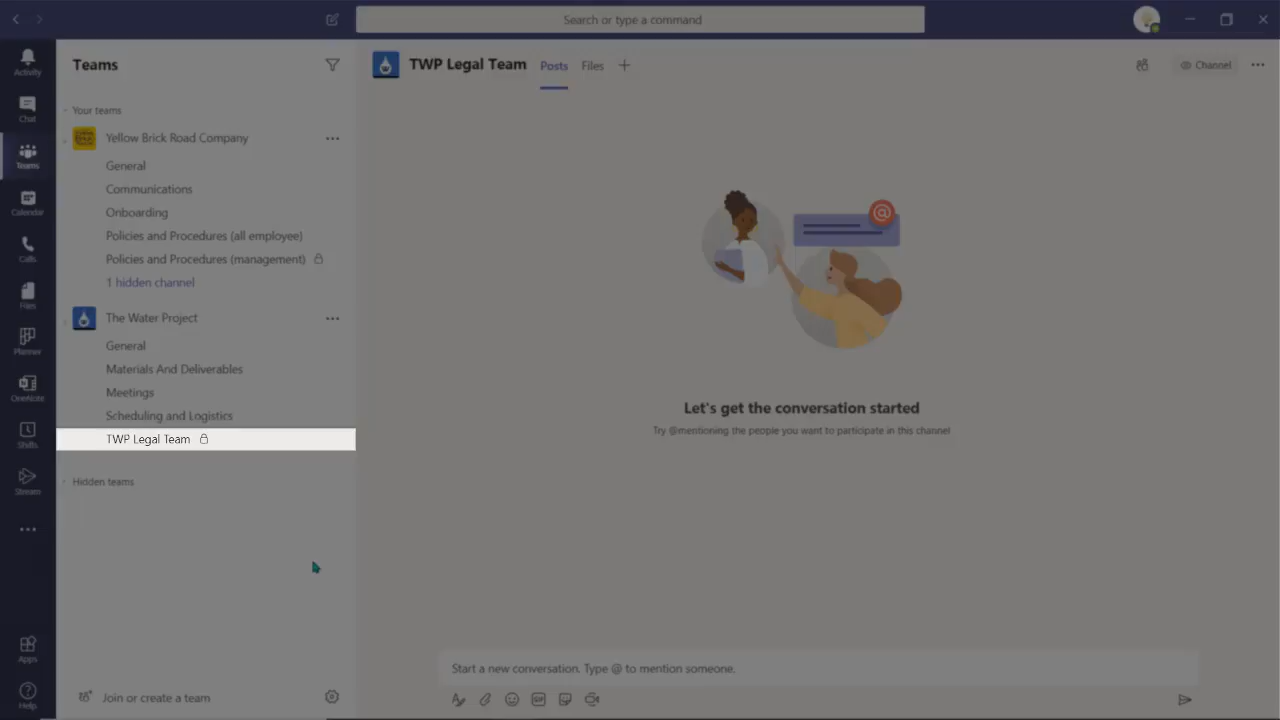 Search or type a command
Activity
Chat
Teams
Calendar
Calls
Files
Planner
OneNote
Shifts
Stream
Apps
Help
Teams
Your teams
Yellow Brick Road Company
General
Communications
Onboarding
Policies and Procedures (all employee)
Policies and Procedures (management)
1 hidden channel
The Water Project
General
Materials And Deliverables
Meetings
Scheduling and Logistics
TWP Legal Team
Hidden teams
Join or create a team
TWP Legal Team Posts Files
Channel
Let's get the conversation started
Try @mentioning the people you want to participate in this channel
Start a new conversation. Type @ to mention someone.
GIF